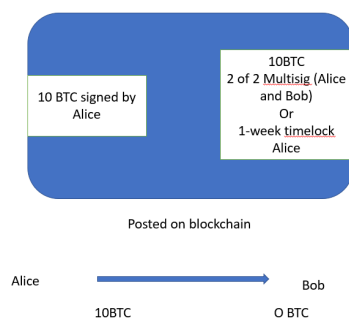 10 BTC signed by
Alice
10BTC
2 of 2 Multisig (Alice
and Bob)
Or
1-week timelock
Alice
Posted on blockchain
Alice
Bob
10BTC
O BTC